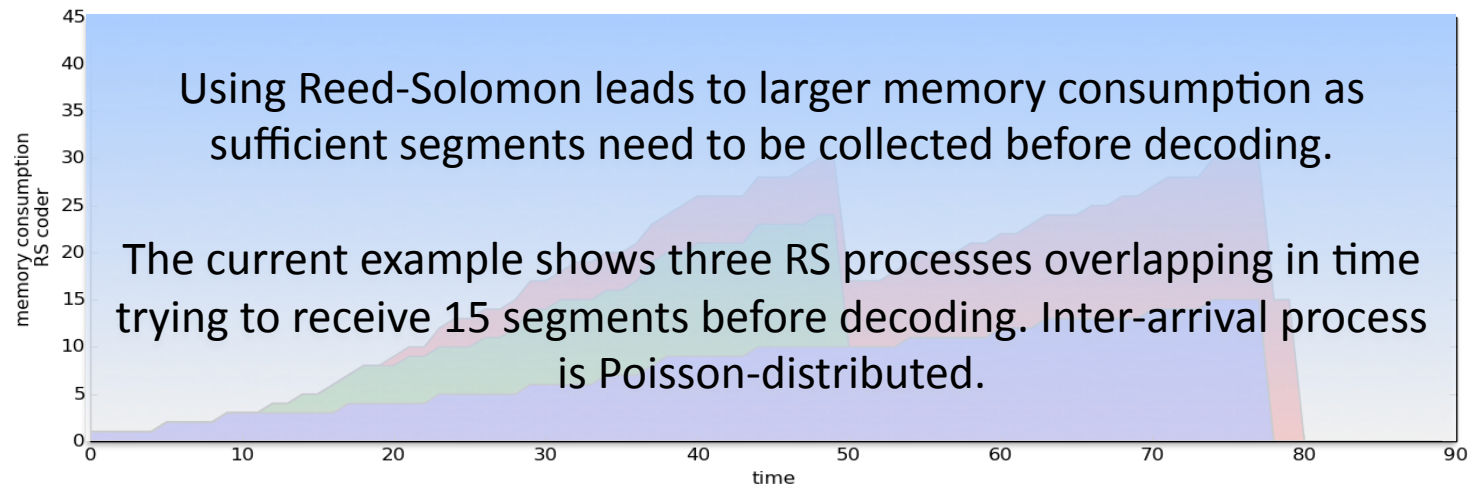 45
40
35
30
25
20
15
10
5
0
memory consumption
RS coder
Using Reed-Solomon leads to larger memory consumption as
sufficient segments need to be collected before decoding.
The current example shows three RS processes overlapping in time
trying to receive 15 segments before decoding. Inter-arrival process
is Poisson-distributed.
0 10 20 30 40 50 60 70 80 90
time